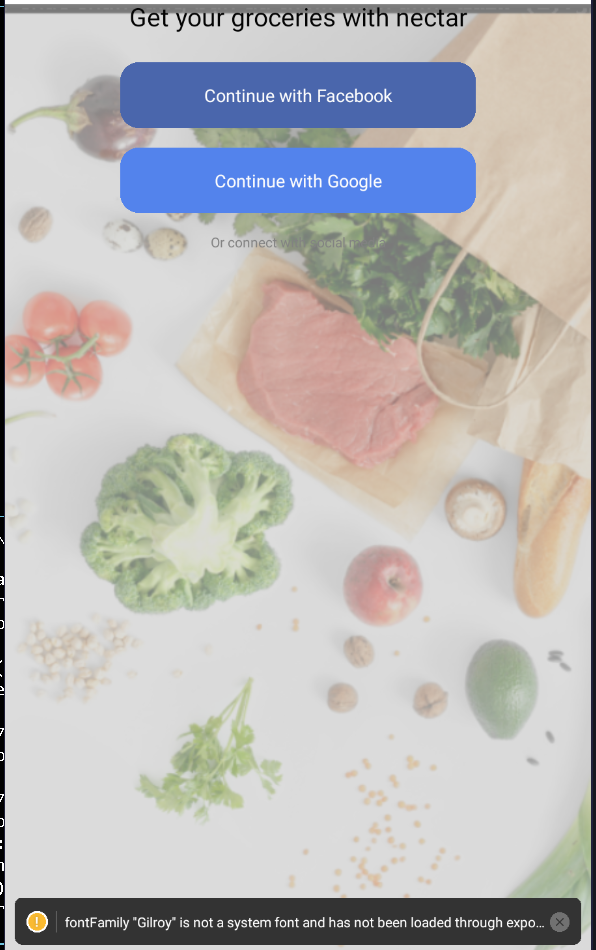 Get your groceries with nectar
Continue with Facebook
Continue with Google
Or connect with social media
fontFamily "Gilroy" is not a system font and has not been loaded through expo...